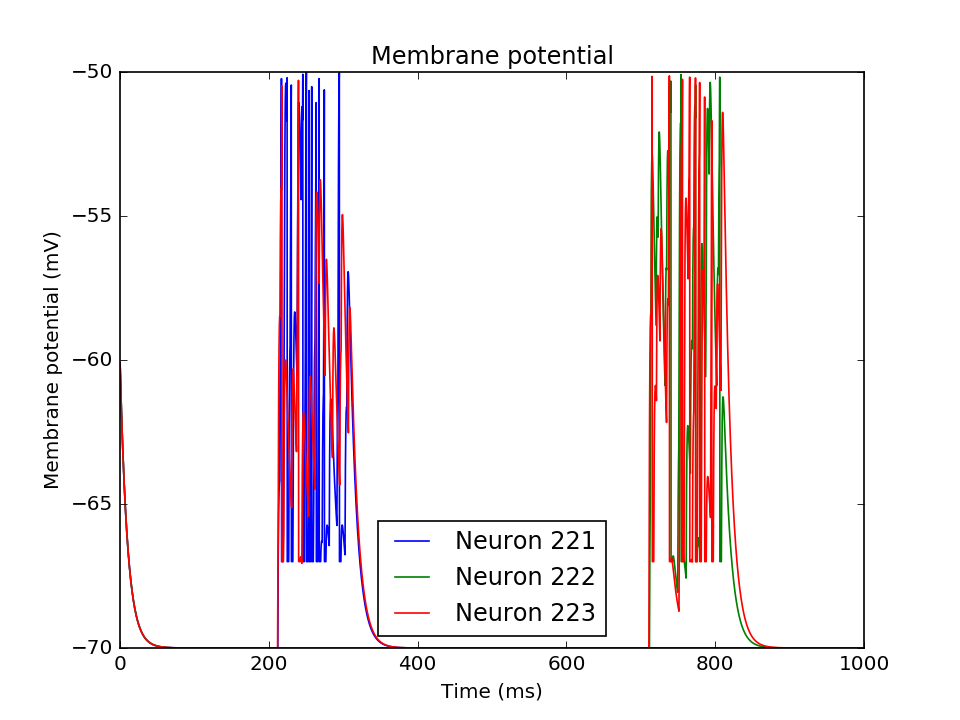 Membrane potential
Membrane potential (mV)
−50
−55
−60
−65
−70
0
200
400
600
800
1000
Time (ms)
Neuron 221
Neuron 222
Neuron 223